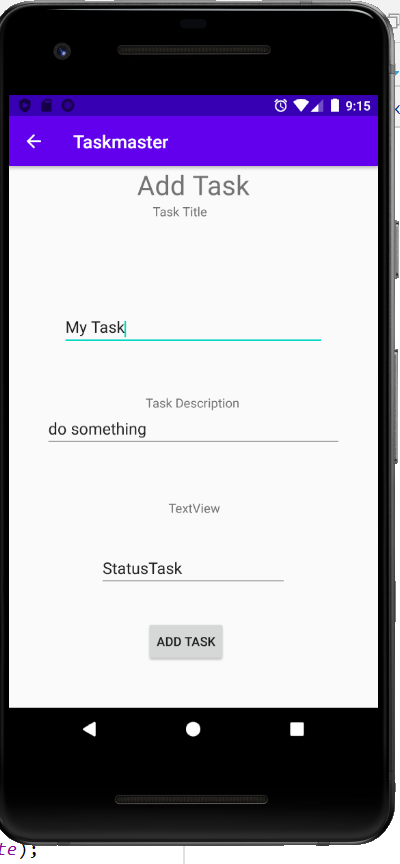 9:15
Taskmaster
Add Task
Task Title
My Task
Task Description
do something
TextView
StatusTask
ADD TASK
te);